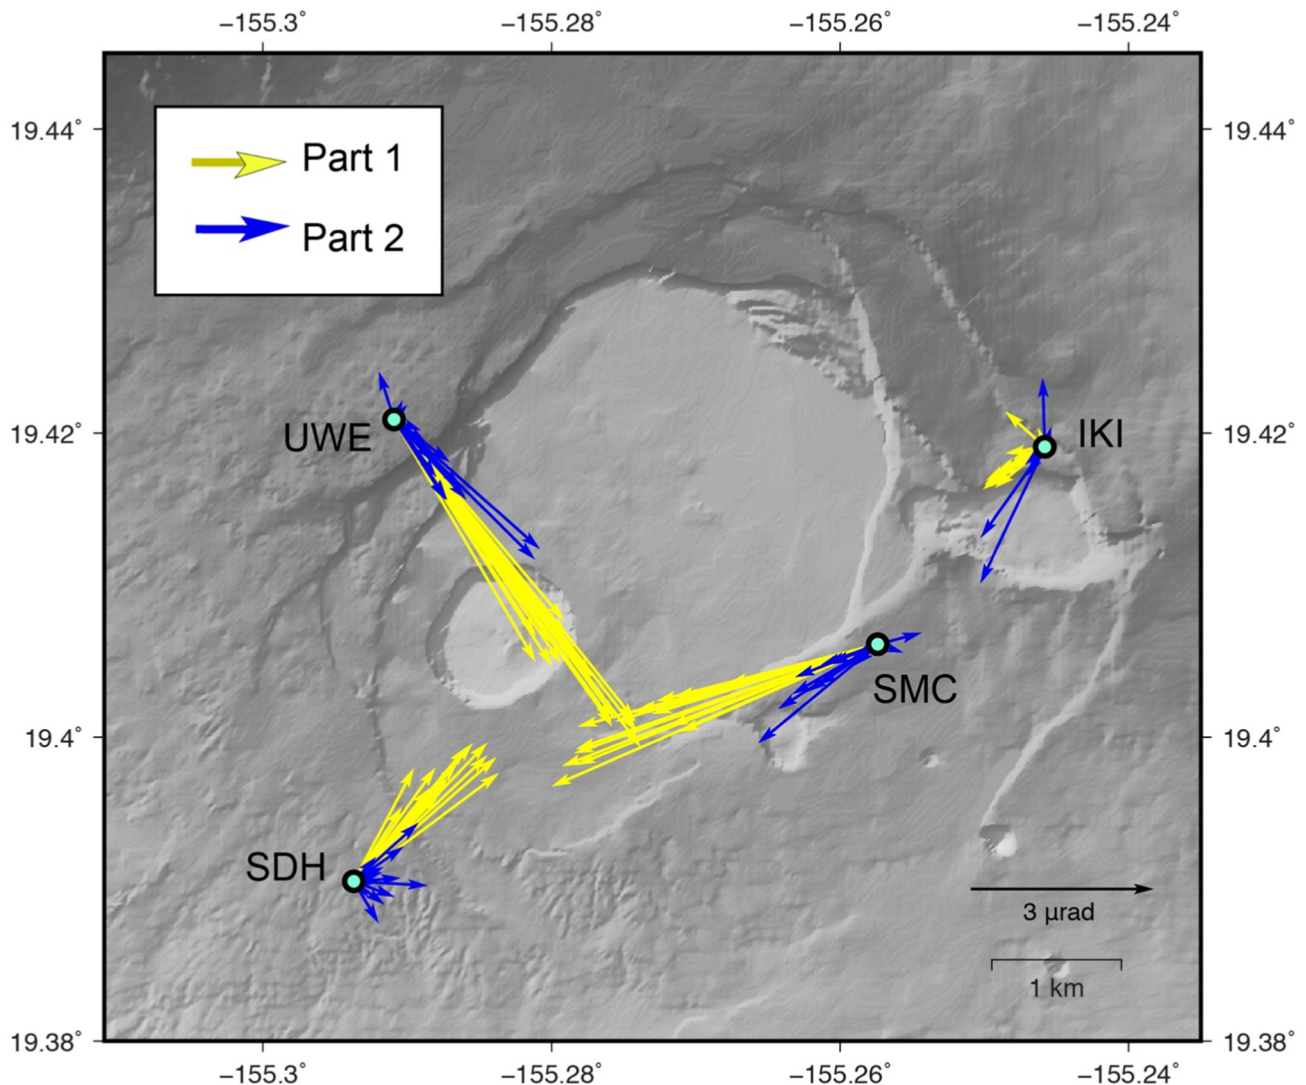 −155.3˚ −155.28˚ −155.26˚ −155.24˚
19.44˚ 19.44˚
Part 1
Part 2
UWE
19.42˚ IKI 19.42˚
SMC
19.4˚ 19.4˚
SDH
3 µrad
1 km
19.38˚ 19.38˚
−155.3˚ −155.28˚ −155.26˚ −155.24˚